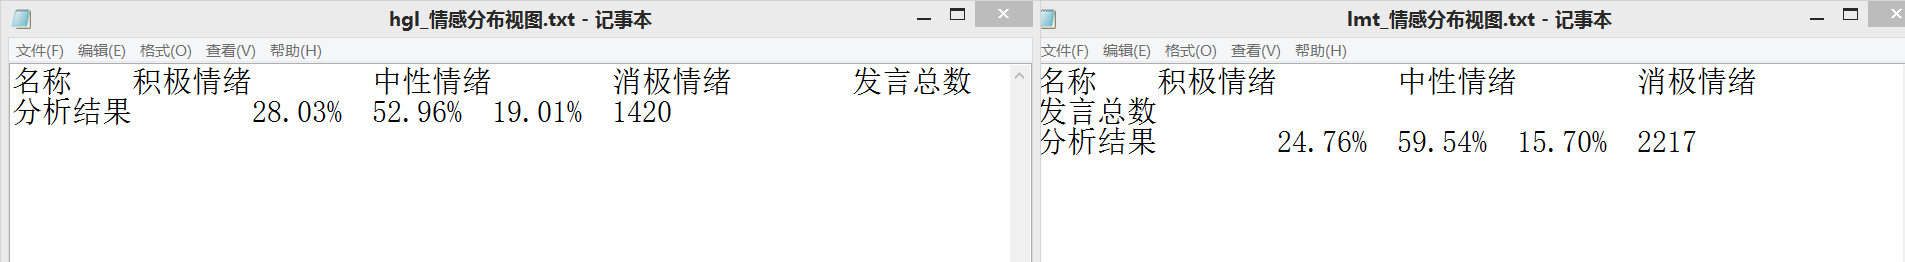 hgl_情感分布视图.txt - 记事本
文件(F) 编辑(E) 格式(O) 查看(V) 帮助(H)
名称 积极情绪 中性情绪 消极情绪 发言总数
分析结果 28.03% 52.96% 19.01% 1420
lmt_情感分布视图.txt - 记事本
文件(F) 编辑(E) 格式(O) 查看(V) 帮助(H)
名称 积极情绪 中性情绪 消极情绪
发言总数
分析结果 24.76% 59.54% 15.70% 2217